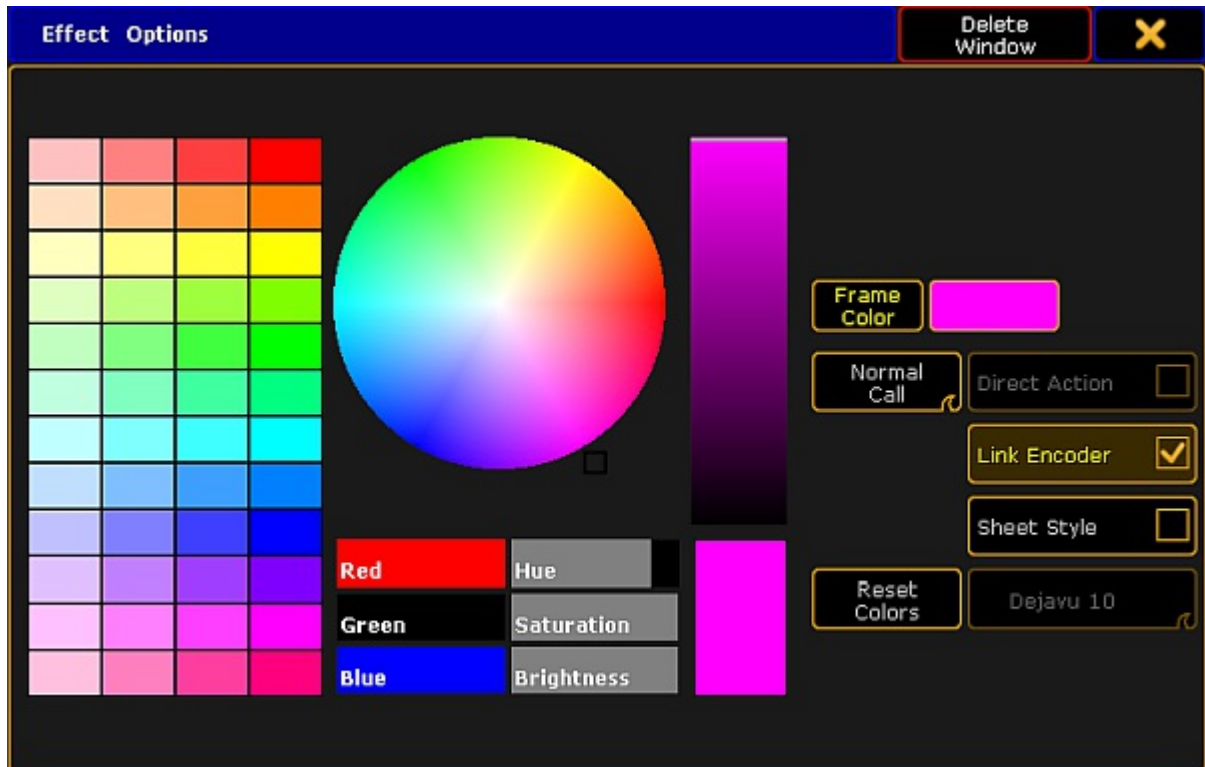 Effect Options
Delete
Window
Frame
Color
Normal
Call
Direct Action
Link Encoder
Sheet Style
Red
Hue
Green
Saturation
Blue
Brightness
Reset
Colors
Dejavu 10